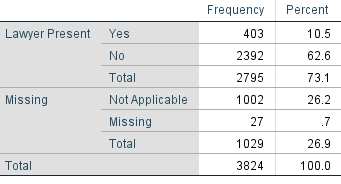 Frequency Percent
Lawyer Present Yes 403 10.5
No 2392 62.6
Total 2795 73.1
Missing Not Applicable 1002 26.2
Missing 27 .7
Total 1029 26.9
Total 3824 100.0